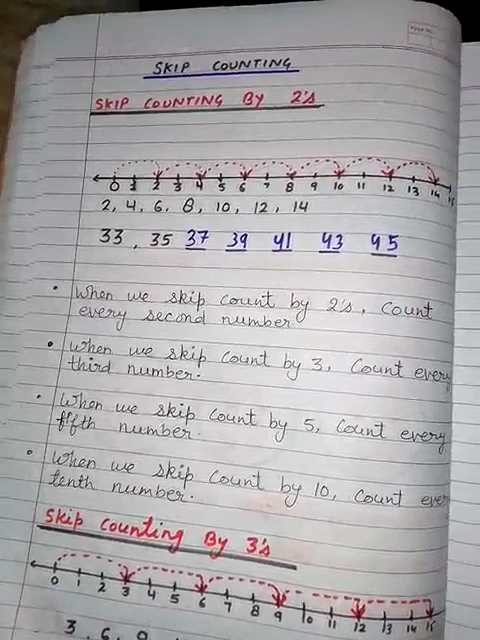 SKIP COUNTING
SKIP COUNTING BY 2's
0 1 2 3 4 5 6 7 8 9 10 11 12 13 14 15
2, 4, 6, 8, 10, 12, 14
33, 35 37 39 41 43 45
• When we skip count by 2's, Count
every second number
• When we skip count by 3, Count every
third number.
• When we skip count by 5, Count every
fifth number.
• When we skip count by 10, Count every
tenth number.
Skip counting By 3's
0 1 2 3 4 5 6 7 8 9 10 11 12 13 14 15
3, 6, 9